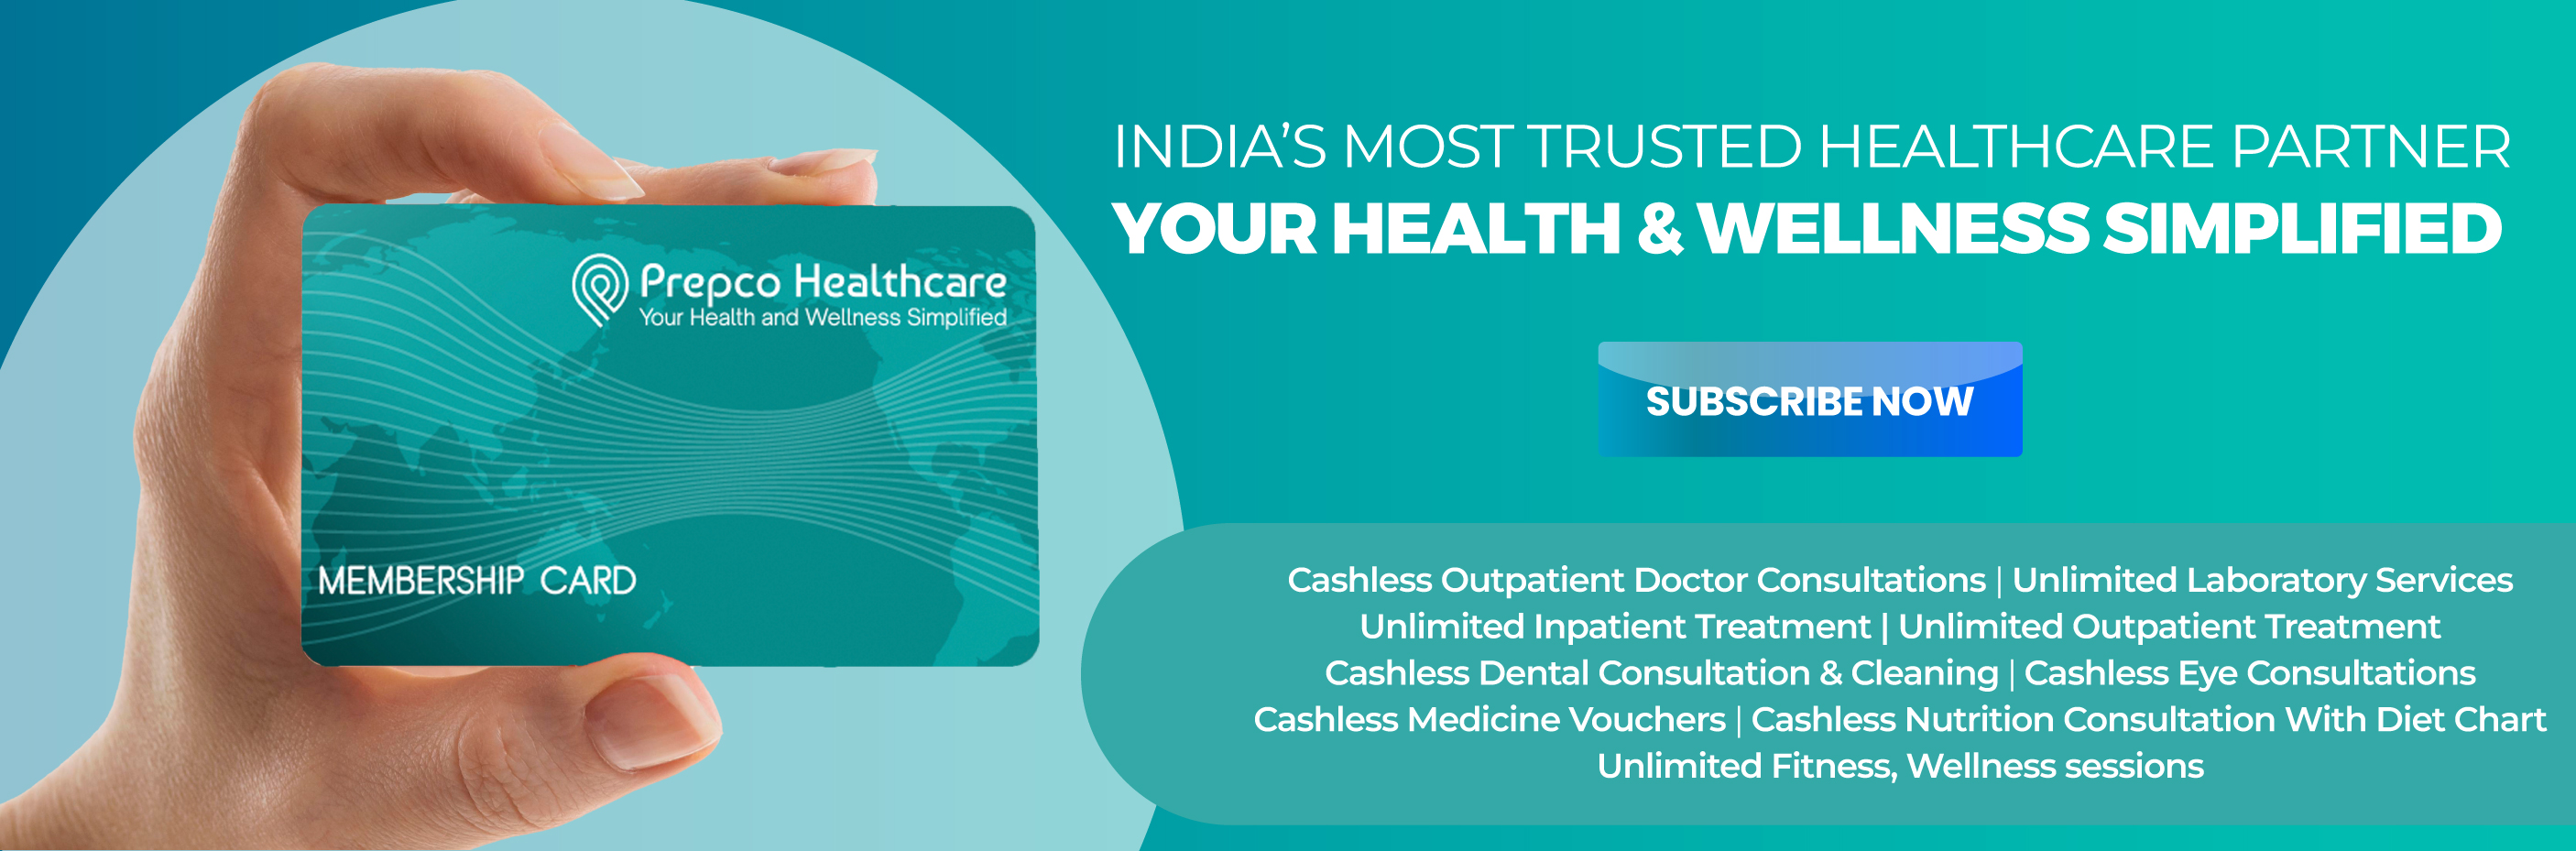 Prepco Healthcare
Your Health and Wellness Simplified
MEMBERSHIP CARD
INDIA'S MOST TRUSTED HEALTHCARE PARTNER
YOUR HEALTH & WELLNESS SIMPLIFIED
SUBSCRIBE NOW
Cashless Outpatient Doctor Consultations | Unlimited Laboratory Services
Unlimited Inpatient Treatment | Unlimited Outpatient Treatment
Cashless Dental Consultation & Cleaning | Cashless Eye Consultations
Cashless Medicine Vouchers | Cashless Nutrition Consultation With Diet Chart
Unlimited Fitness, Wellness sessions